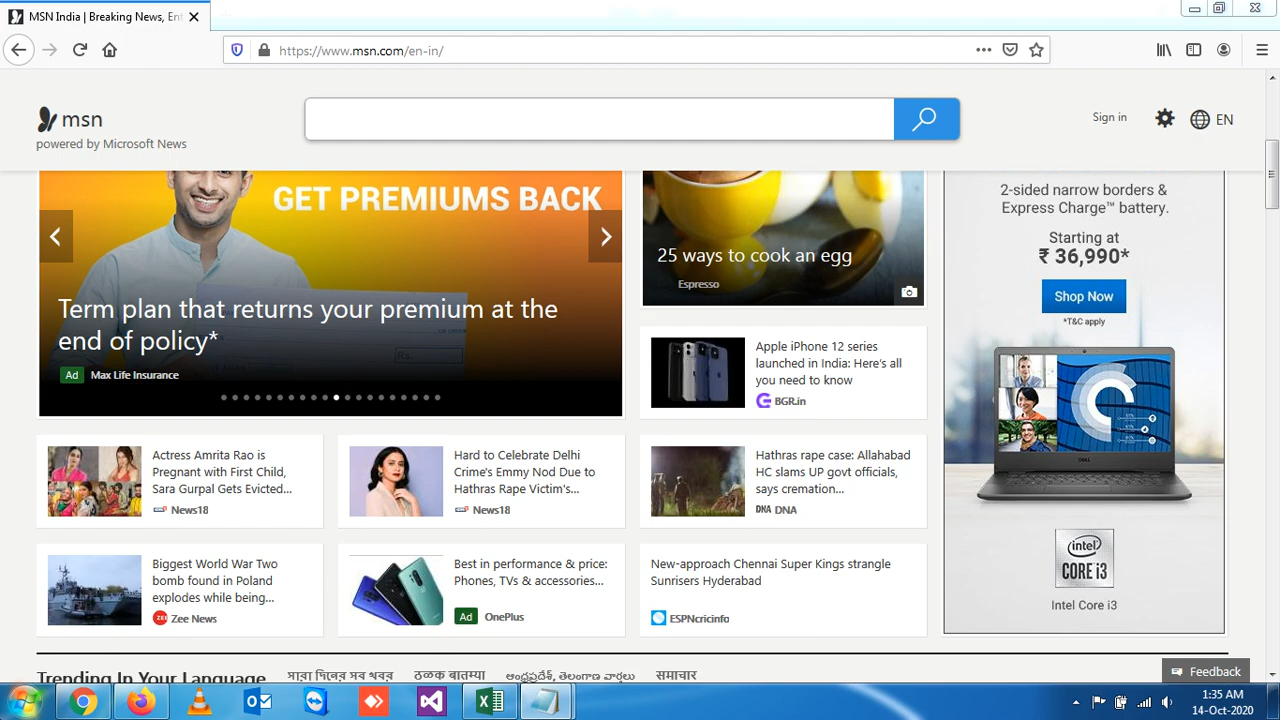 MSN India | Breaking News, Ent
https://www.msn.com/en-in/
msn
powered by Microsoft News
Sign in
EN
GET PREMIUMS BACK
Term plan that returns your premium at the
end of policy*
Ad Max Life Insurance
Rs.
25 ways to cook an egg
Espresso
Apple iPhone 12 series
launched in India: Here's all
you need to know
BGR.in
2-sided narrow borders &
Express Charge™ battery.
Starting at
₹ 36,990*
Shop Now
*T&C apply
DELL
intel
CORE i3
Intel Core i3
Actress Amrita Rao is
Pregnant with First Child,
Sara Gurpal Gets Evicted...
News18
Hard to Celebrate Delhi
Crime's Emmy Nod Due to
Hathras Rape Victim's...
News18
Hathras rape case: Allahabad
HC slams UP govt officials,
says cremation...
DNA DNA
Biggest World War Two
bomb found in Poland
explodes while being...
Zee News
Best in performance & price:
Phones, TVs & accessories...
Ad OnePlus
New-approach Chennai Super Kings strangle
Sunrisers Hyderabad
ESPNcricinfo
Trending In Your Language
সারা দিনের সব খবর
ठळक बातम्या
ఆంధ్రప్రదేశ్, తెలంగాణ వార్తలు
समाचार
Feedback
1:35 AM
14-Oct-2020